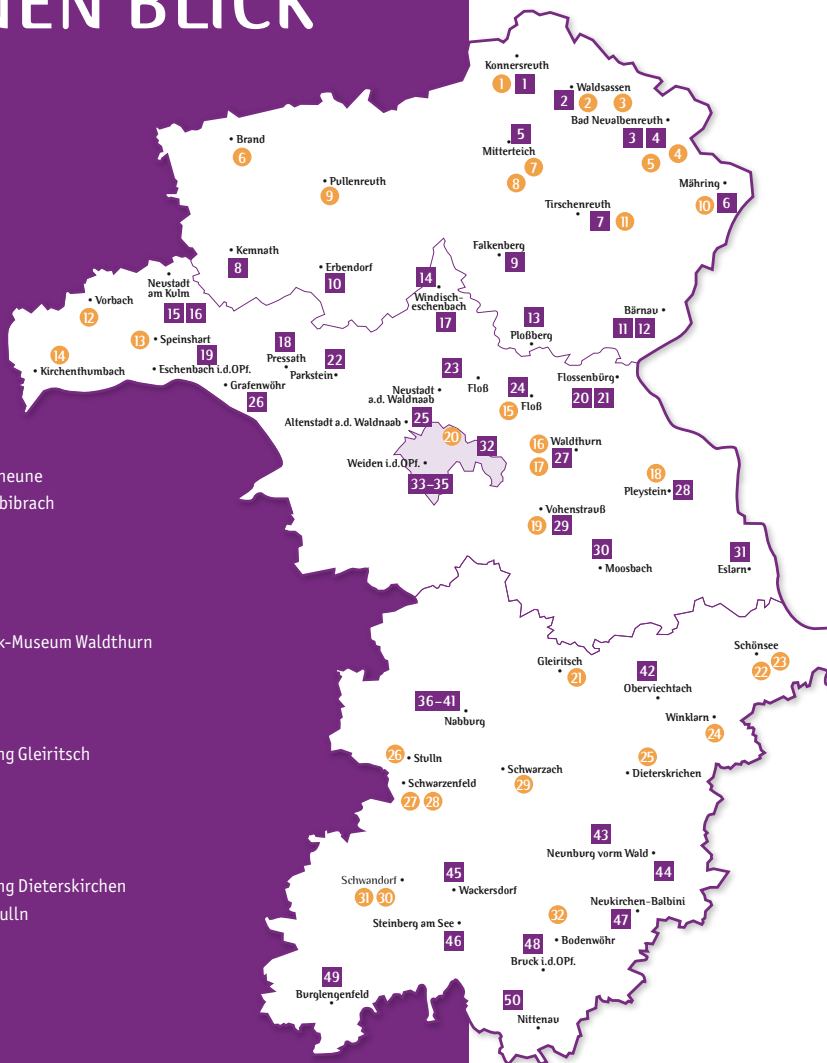 NEN BLICK
Konnersreuth
1 1
Waldsassen
2 2 3
Bad Neualbenreuth
3 4
5 4
Brand
6
5
Mitterteich
7
8
Pullenreuth
9
Mähring
10 6
Tirschenreuth
7 11
Kemnath
8
Falkenberg
9
Erbendorf
10
14
Windisch-
eschenbach
17
Neustadt
am Kulm
15 16
Vorbach
12
Bärnau
11 12
13
Ploßberg
13 Speinshart
14
Kirchenthumbach
19
Eschenbach i.d.OPf.
18
Pressath
22
Parkstein
Grafenwöhr
26
23
Floß
Neustadt
a.d. Waldnaab
24
15 Floß
Flossenbürg
20 21
Altenstadt a.d. Waldnaab
25
20
32
Weiden i.d.OPf.
33–35
16 Waldthurn
17 27
18
Pleystein 28
Vohenstrauß
19 29
30
Moosbach
31
Eslarn
heune
bibrach
k-Museum Waldthurn
ng Gleiritsch
ng Dieterskirchen
ulln
Gleiritsch
21
Schönsee
22 23
42
Oberviechtach
36–41
Nabburg
Winklarn
24
26 Stulln
25
Dieterskirchen
Schwarzach
29
Schwarzenfeld
27 28
43
Neunburg vorm Wald
44
Schwandorf
31 30
45
Wackersdorf
Neukirchen-Balbini
47
Steinberg am See
46
32
Bodenwöhr
48
Bruck i.d.OPf.
49
Burglengenfeld
50
Nittenau